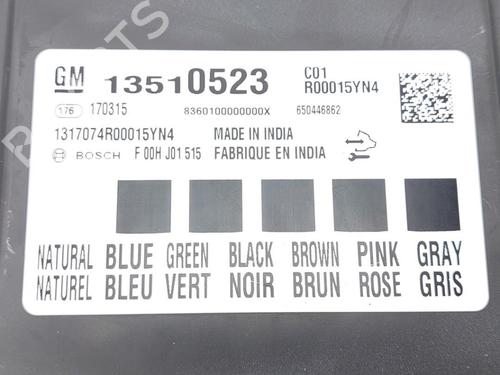 GM 13510523 C01
R00015YN4
176 170315 8360100000000X 650446862
1317074R00015YN4 MADE IN INDIA
BOSCH F 00H J01 515 FABRIQUE EN INDIA
NATURAL BLUE GREEN BLACK BROWN PINK GRAY
NATUREL BLEU VERT NOIR BRUN ROSE GRIS